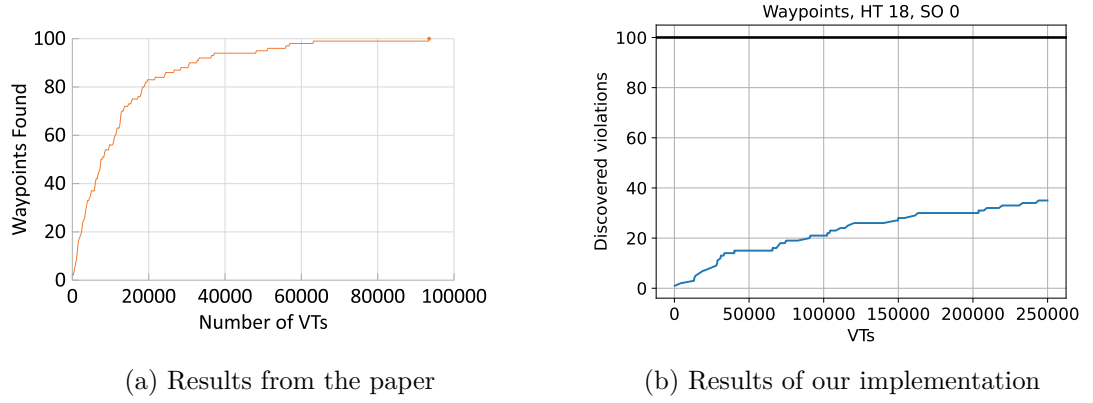 Waypoints Found
100
80
60
40
20
0
0 20000 40000 60000 80000 100000
Number of VTs
(a) Results from the paper
Waypoints, HT 18, SO 0
Discovered violations
100
80
60
40
20
0
0 50000 100000 150000 200000 250000
VTs
(b) Results of our implementation